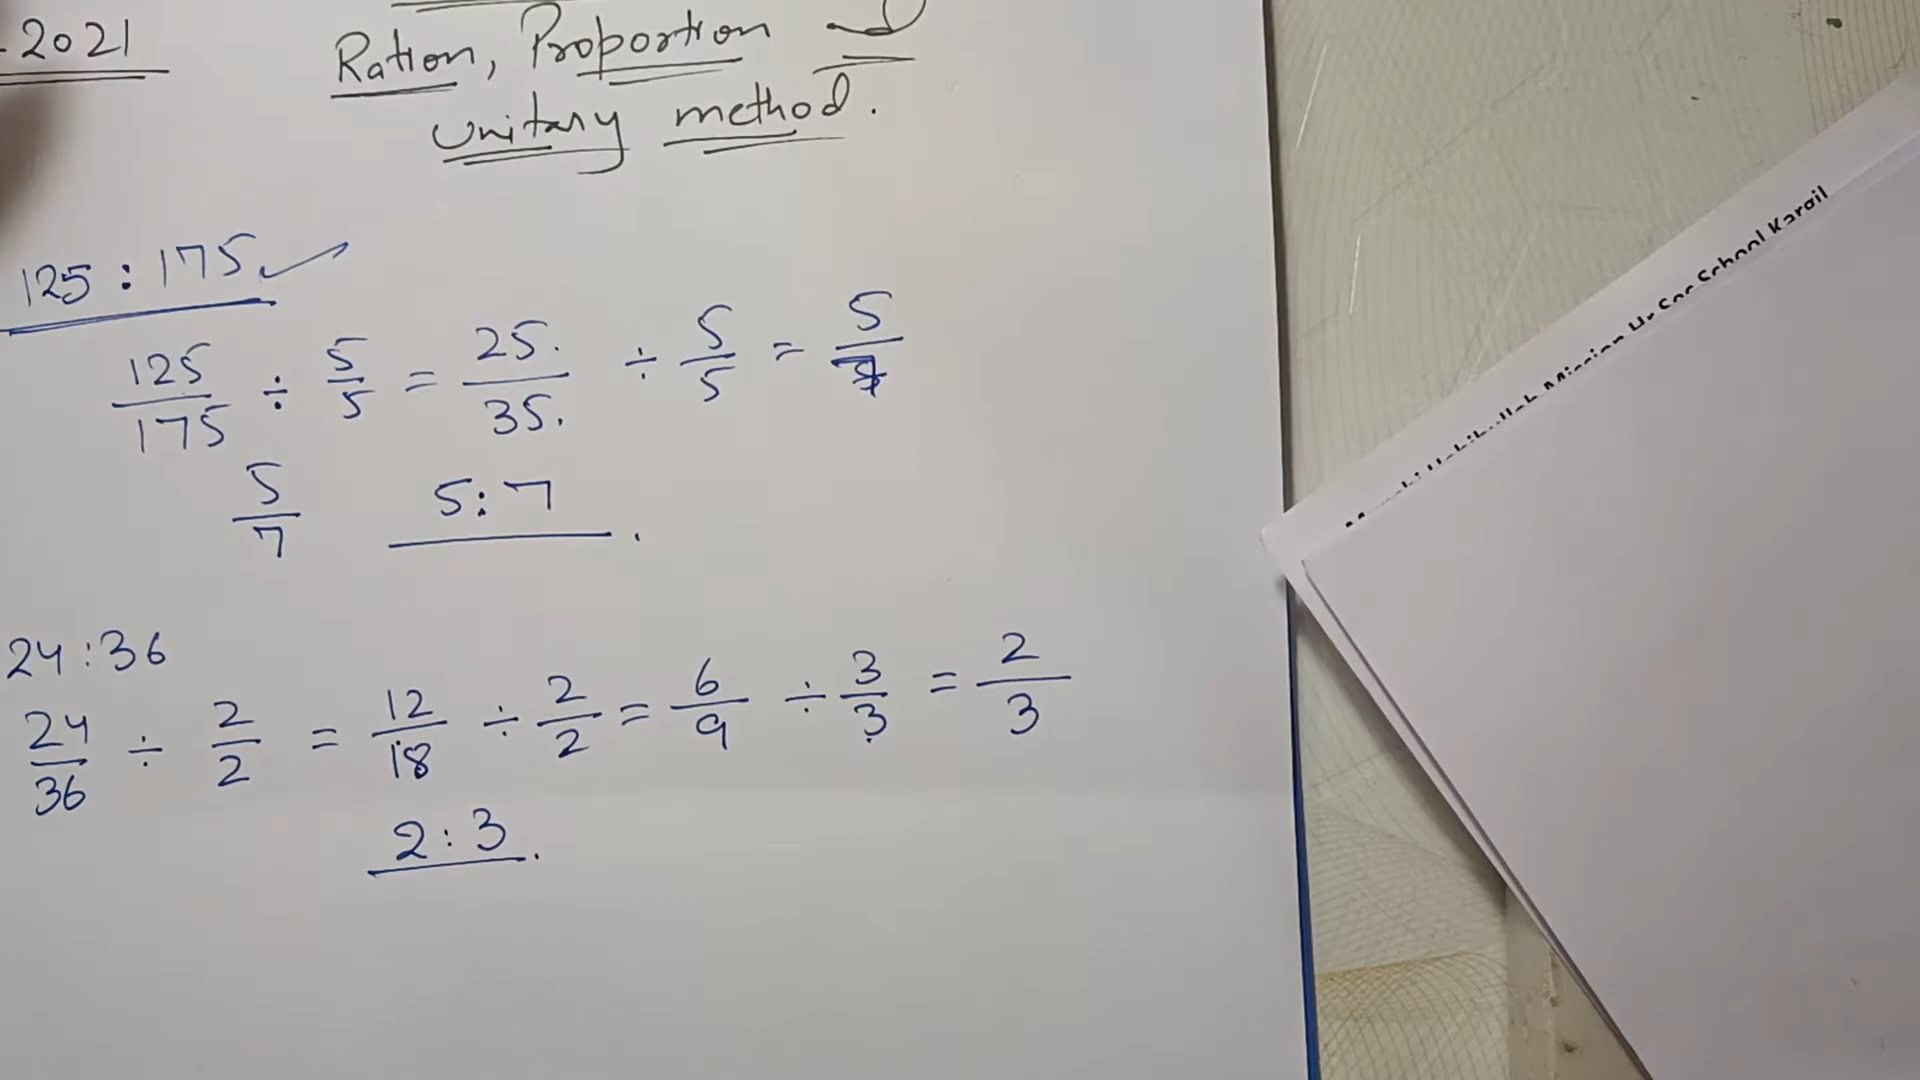 -2021
Ration, Proportion
unitary method.
125 : 175
125/175 ÷ 5/5 = 25./35. ÷ 5/5 = 5/7
5/7 5:7.
24:36
24/36 ÷ 2/2 = 12/18 ÷ 2/2 = 6/9 ÷ 3/3 = 2/3
2:3.
School Kargil